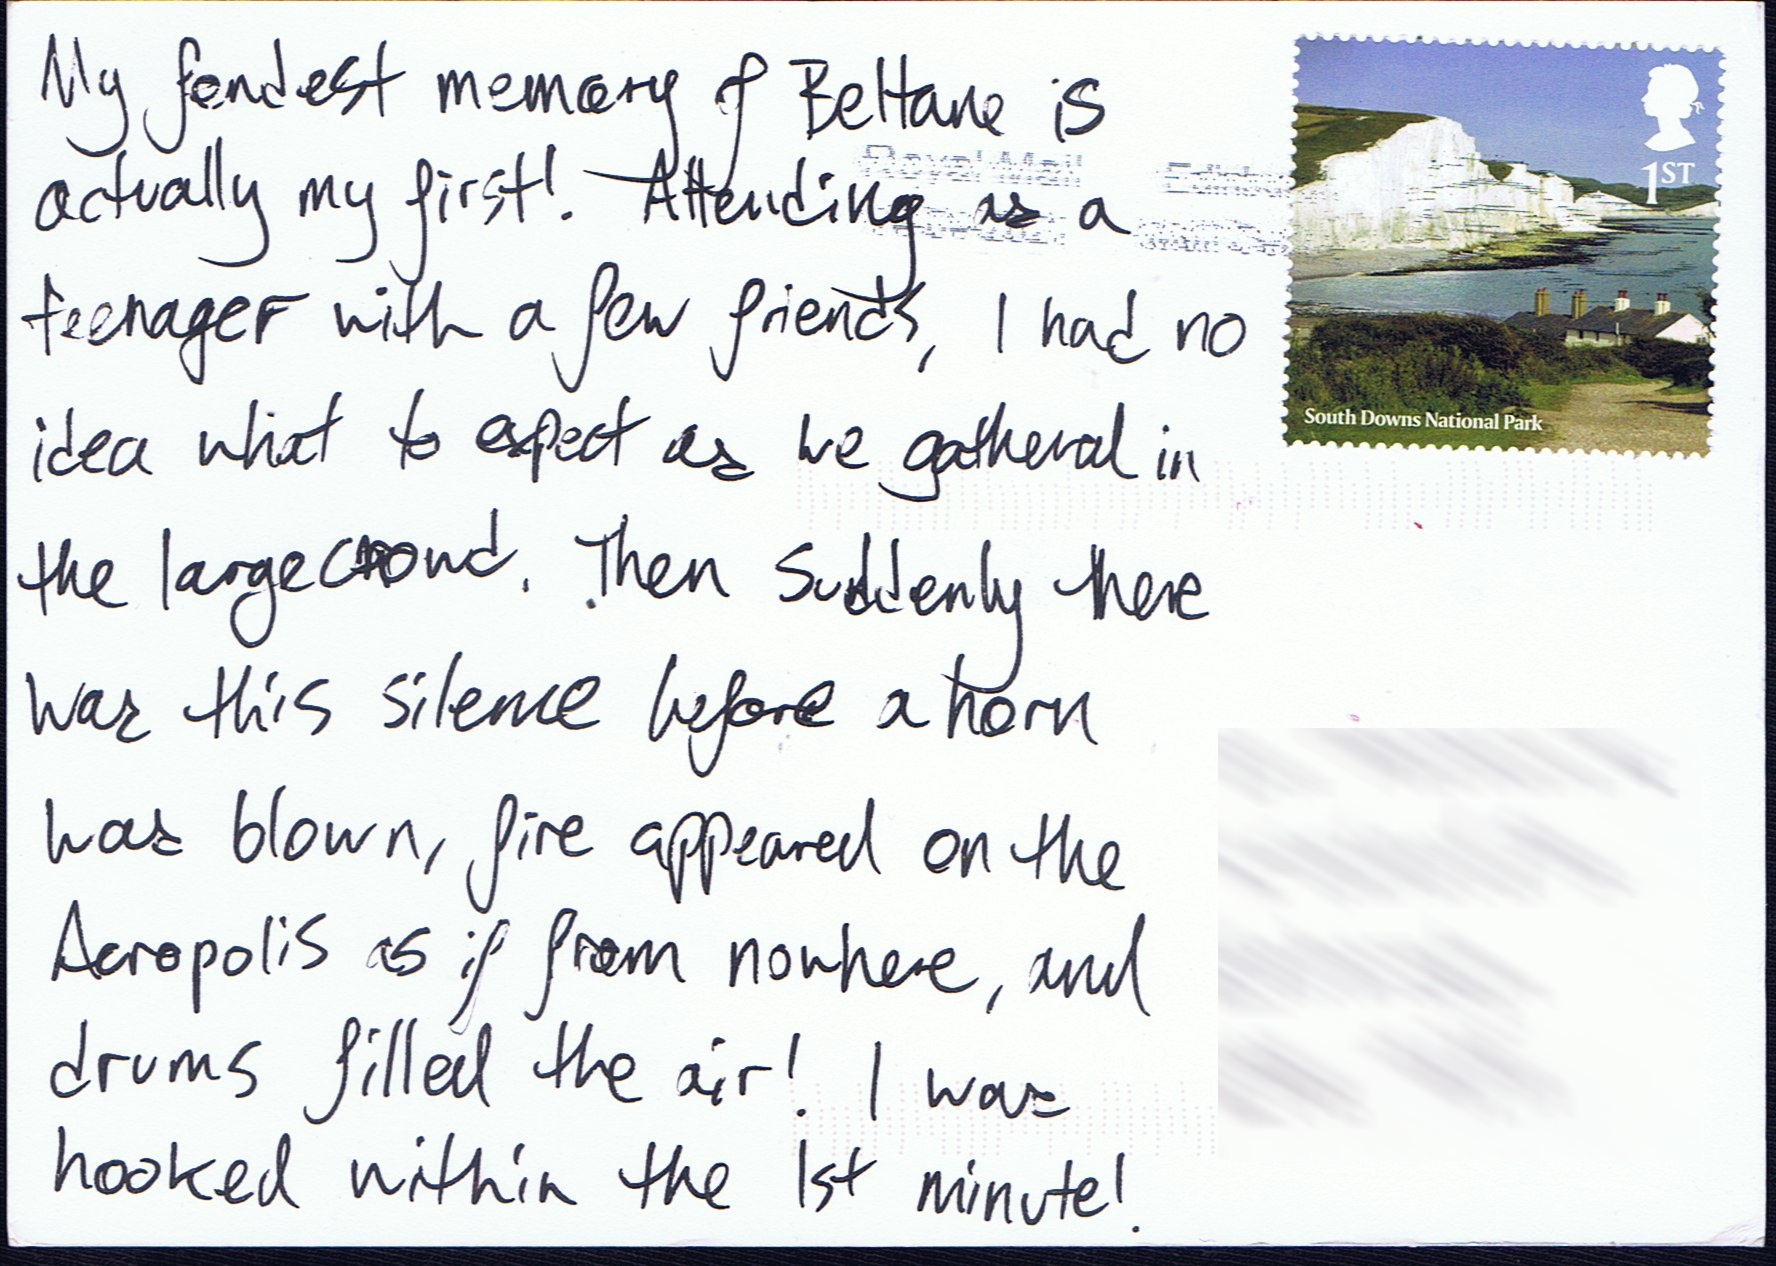 My fondest memory of Beltane is
actually my first! Attending as a
teenager with a few friends, I had no
idea what to expect as we gathered in
the large crowd. Then suddenly there
was this silence before a horn
was blown, fire appeared on the
Acropolis as if from nowhere, and
drums filled the air! I was
hooked within the 1st minute!
Royal Mail
1ST
South Downs National Park